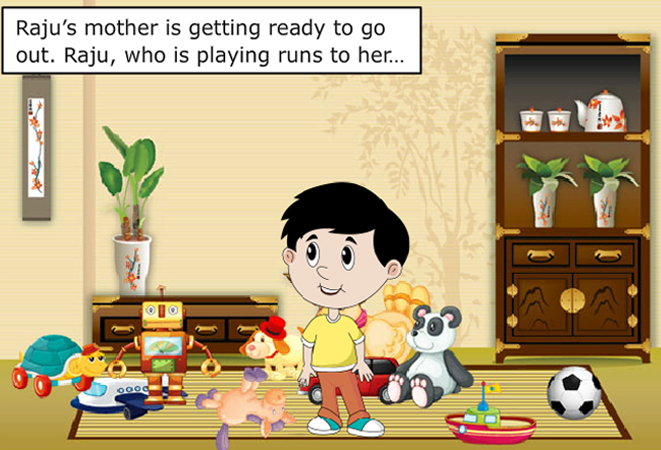 Raju's mother is getting ready to go
out. Raju, who is playing runs to her...